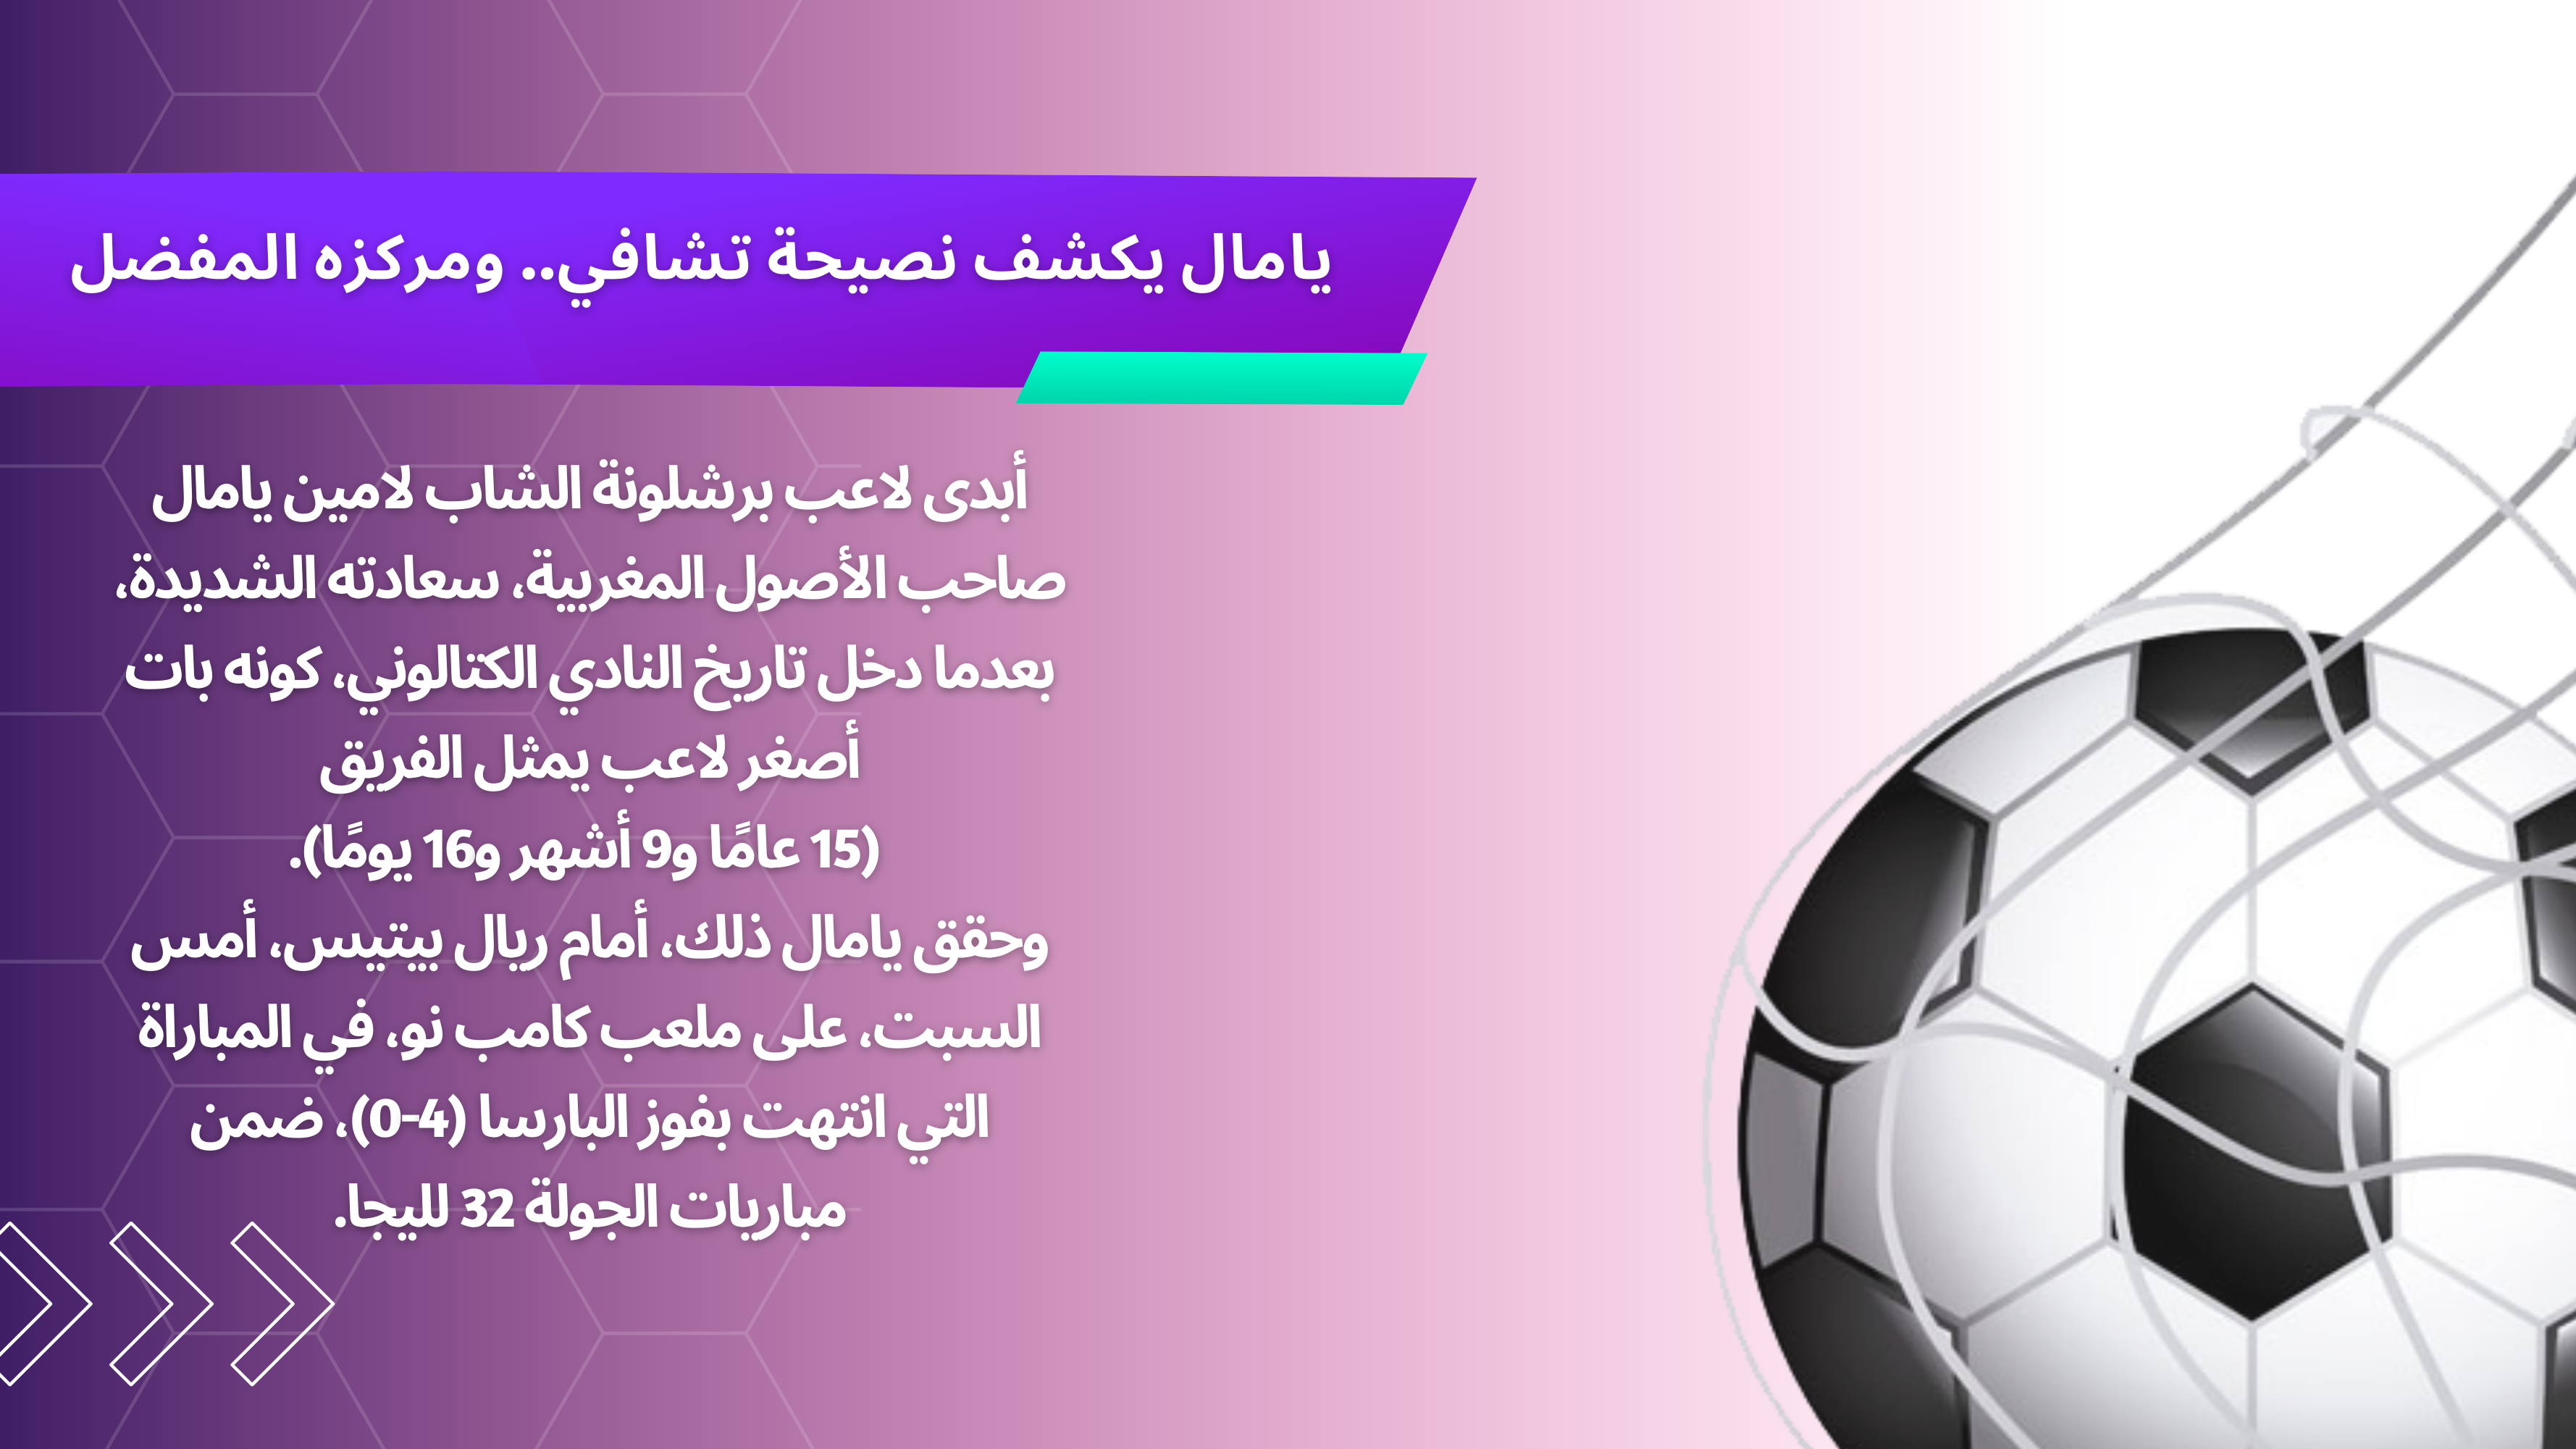 يامال يكشف نصيحة تشافي.. ومركزه المفضل
أبدى لاعب برشلونة الشاب لامين يامال
صاحب الأصول المغربية، سعادته الشديدة،
بعدما دخل تاريخ النادي الكتالوني، كونه بات
أصغر لاعب يمثل الفريق
(15 عامًا و9 أشهر و16 يومًا).
وحقق يامال ذلك، أمام ريال بيتيس، أمس
السبت، على ملعب كامب نو، في المباراة
التي انتهت بفوز البارسا (4-0)، ضمن
مباريات الجولة 32 لليجا.